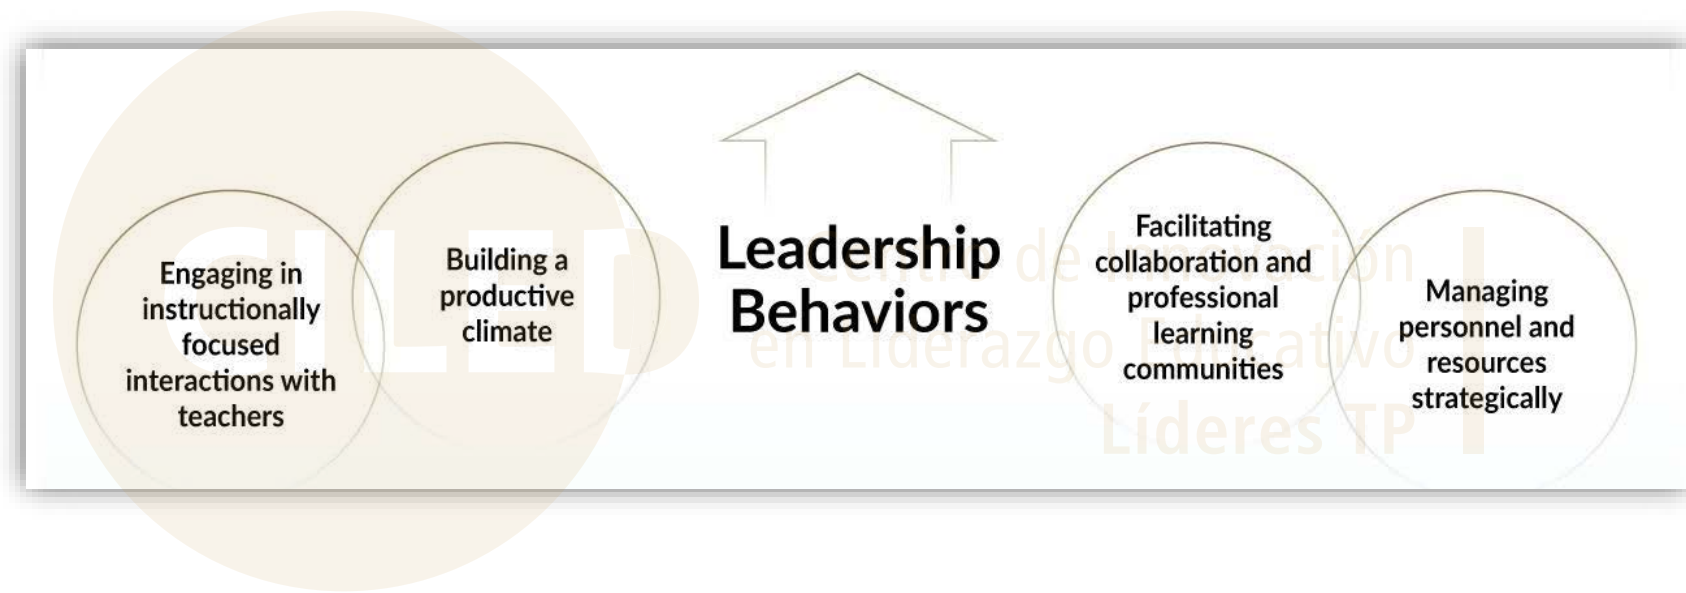 Engaging in
instructionally
focused
interactions with
teachers
Building a
productive
climate
Leadership
Behaviors
Facilitating
collaboration and
professional
learning
communities
Managing
personnel and
resources
strategically
CILED
Centro de Innovación
en Liderazgo Educativo
Líderes TP